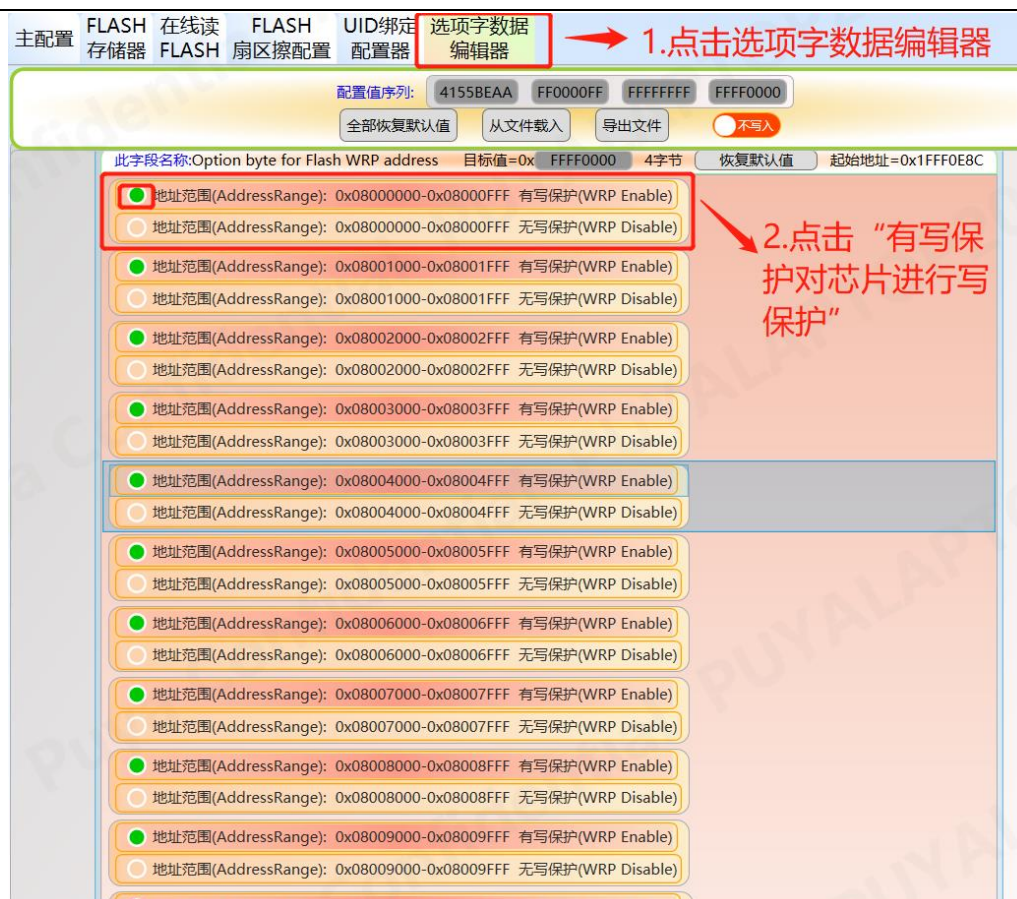 主配置 FLASH 存储器 在线读 FLASH FLASH 扇区擦配置 UID绑定 配置器 选项字数据 编辑器 1.点击选项字数据编辑器
配置值序列: 4155BEAA FF0000FF FFFFFFFF FFFF0000
全部恢复默认值 从文件载入 导出文件 不写入
此字段名称:Option byte for Flash WRP address 目标值=0x FFFF0000 4字节 恢复默认值 起始地址=0x1FFF0E8C
地址范围(AddressRange): 0x08000000-0x08000FFF 有写保护(WRP Enable)
地址范围(AddressRange): 0x08000000-0x08000FFF 无写保护(WRP Disable)
2.点击“有写保
护对芯片进行写
保护”
地址范围(AddressRange): 0x08001000-0x08001FFF 有写保护(WRP Enable)
地址范围(AddressRange): 0x08001000-0x08001FFF 无写保护(WRP Disable)
地址范围(AddressRange): 0x08002000-0x08002FFF 有写保护(WRP Enable)
地址范围(AddressRange): 0x08002000-0x08002FFF 无写保护(WRP Disable)
地址范围(AddressRange): 0x08003000-0x08003FFF 有写保护(WRP Enable)
地址范围(AddressRange): 0x08003000-0x08003FFF 无写保护(WRP Disable)
地址范围(AddressRange): 0x08004000-0x08004FFF 有写保护(WRP Enable)
地址范围(AddressRange): 0x08004000-0x08004FFF 无写保护(WRP Disable)
地址范围(AddressRange): 0x08005000-0x08005FFF 有写保护(WRP Enable)
地址范围(AddressRange): 0x08005000-0x08005FFF 无写保护(WRP Disable)
地址范围(AddressRange): 0x08006000-0x08006FFF 有写保护(WRP Enable)
地址范围(AddressRange): 0x08006000-0x08006FFF 无写保护(WRP Disable)
地址范围(AddressRange): 0x08007000-0x08007FFF 有写保护(WRP Enable)
地址范围(AddressRange): 0x08007000-0x08007FFF 无写保护(WRP Disable)
地址范围(AddressRange): 0x08008000-0x08008FFF 有写保护(WRP Enable)
地址范围(AddressRange): 0x08008000-0x08008FFF 无写保护(WRP Disable)
地址范围(AddressRange): 0x08009000-0x08009FFF 有写保护(WRP Enable)
地址范围(AddressRange): 0x08009000-0x08009FFF 无写保护(WRP Disable)